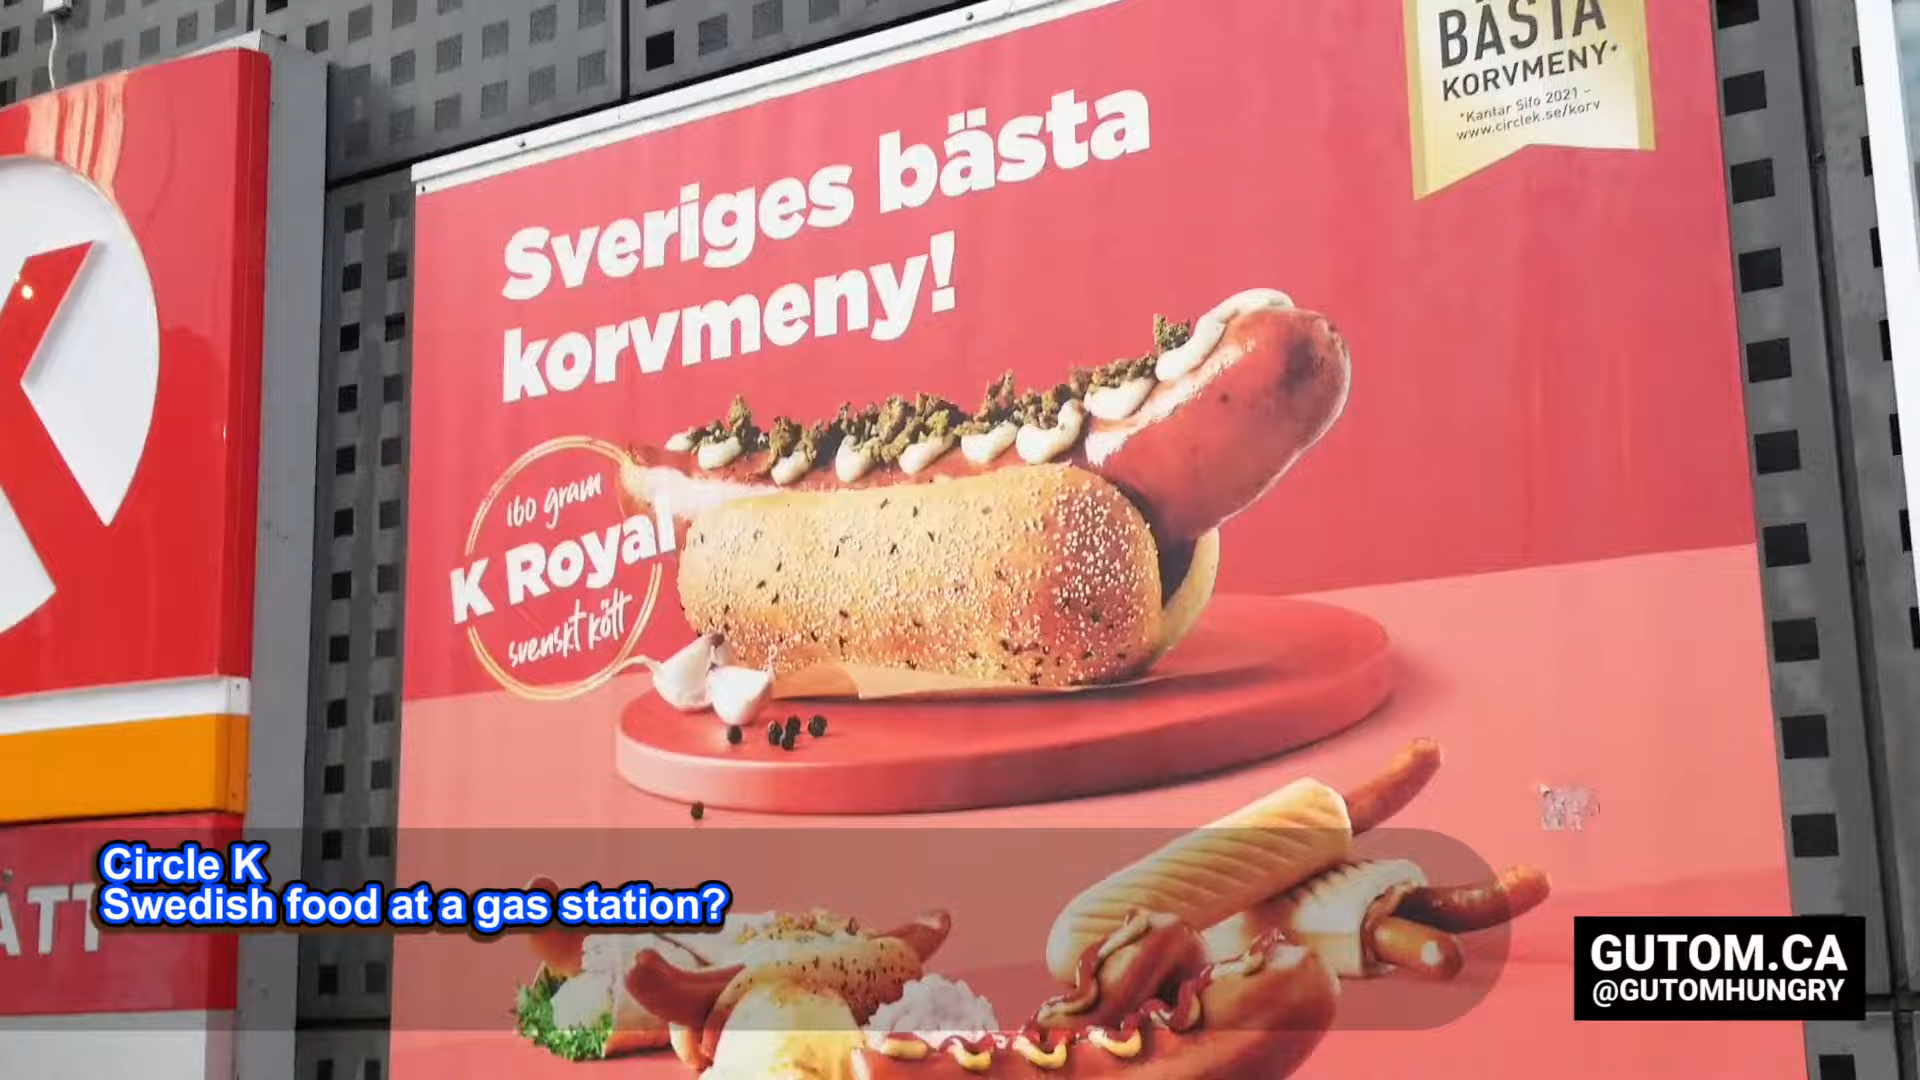 BÄSTA
KORVMENY*
*Kantar Sifo 2021 –
www.circlek.se/korv
Sveriges bästa
korvmeny!
160 gram
K Royal
svenskt kött
K
ÄTT
Circle K
Swedish food at a gas station?
GUTOM.CA
@GUTOMHUNGRY